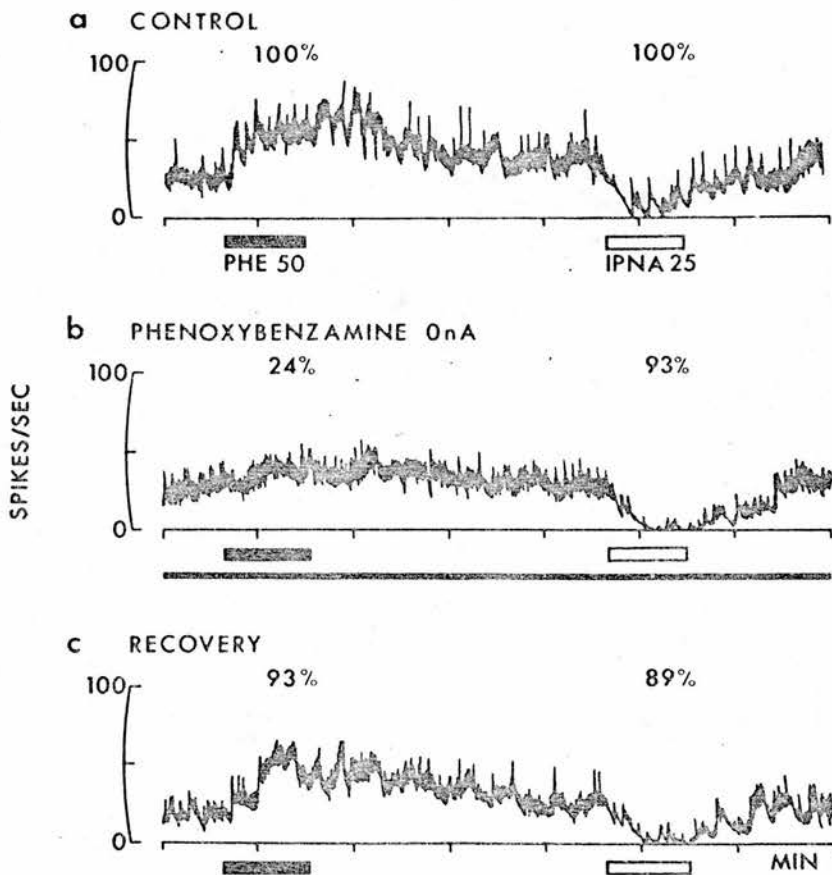 a CONTROL
100% 100%
100
0
PHE 50 IPNA 25
b PHENOXYBENZAMINE 0nA
24% 93%
100
0
SPIKES/SEC
c RECOVERY
93% 89%
100
0
MIN